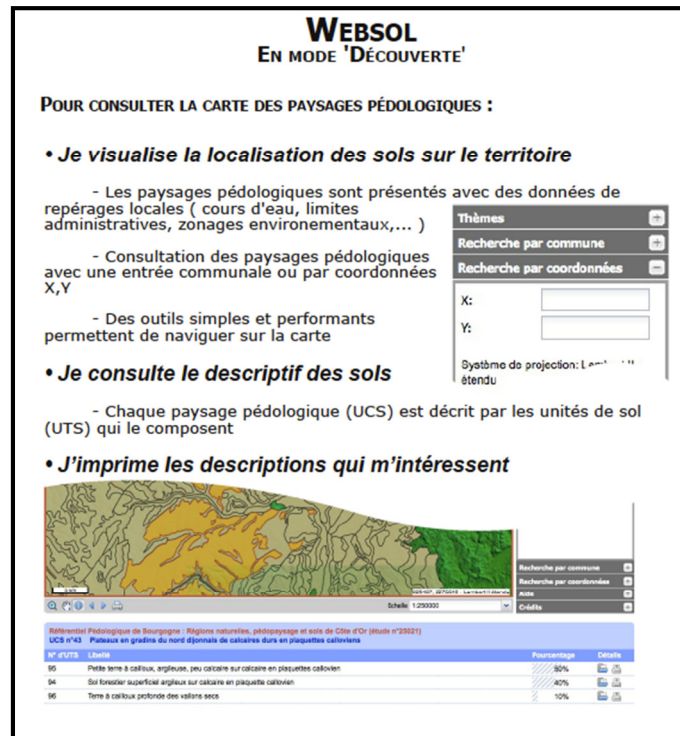 WEBSOL
EN MODE 'DÉCOUVERTE'
POUR CONSULTER LA CARTE DES PAYSAGES PÉDOLOGIQUES :
• Je visualise la localisation des sols sur le territoire
- Les paysages pédologiques sont présentés avec des données de
repérages locales ( cours d'eau, limites
administratives, zonages environementaux,... )
- Consultation des paysages pédologiques
avec une entrée communale ou par coordonnées
X,Y
- Des outils simples et performants
permettent de naviguer sur la carte
Thèmes
Recherche par commune
Recherche par coordonnées
X:
Y:
Système de projection:
étendu
• Je consulte le descriptif des sols
- Chaque paysage pédologique (UCS) est décrit par les unités de sol
(UTS) qui le composent
• J'imprime les descriptions qui m'intéressent
Recherche par commune
Recherche par coordonnées
Aide
Crédits
Echelle 1:250000
Référentiel Pédologique de Bourgogne : Régions naturelles, pédopaysage et sols de Côte d'Or (étude n°25021)
UCS n°43 Plateaux en gradins du nord dijonnais de calcaires durs en plaquettes calloviens
N° d'UTS Libellé Pourcentage Détails
95 Petite terre à cailloux, argileuse, peu calcaire sur calcaire en plaquettes callovien
94 Sol forestier superficiel argileux sur calcaire en plaquette callovien 40%
96 Terre à cailloux profonde des vallons secs 10%